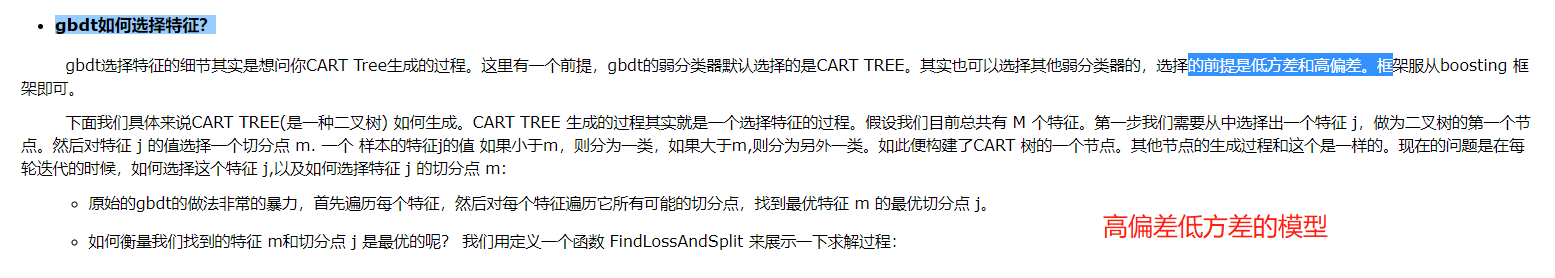 gbdt如何选择特征？
gbdt选择特征的细节其实是想问你CART Tree生成的过程。这里有一个前提，gbdt的弱分类器默认选择的是CART TREE。其实也可以选择其他弱分类器的，选择的前提是低方差和高偏差。框架服从boosting 框
架即可。
下面我们具体来说CART TREE(是一种二叉树) 如何生成。CART TREE 生成的过程其实就是一个选择特征的过程。假设我们目前总共有 M 个特征。第一步我们需要从中选择出一个特征 j，做为二叉树的第一个节
点。然后对特征 j 的值选择一个切分点 m. 一个 样本的特征j的值 如果小于m，则分为一类，如果大于m,则分为另外一类。如此便构建了CART 树的一个节点。其他节点的生成过程和这个是一样的。现在的问题是在每
轮迭代的时候，如何选择这个特征 j,以及如何选择特征 j 的切分点 m：
原始的gbdt的做法非常的暴力，首先遍历每个特征，然后对每个特征遍历它所有可能的切分点，找到最优特征 m 的最优切分点 j。
如何衡量我们找到的特征 m和切分点 j 是最优的呢？ 我们用定义一个函数 FindLossAndSplit 来展示一下求解过程：
高偏差低方差的模型